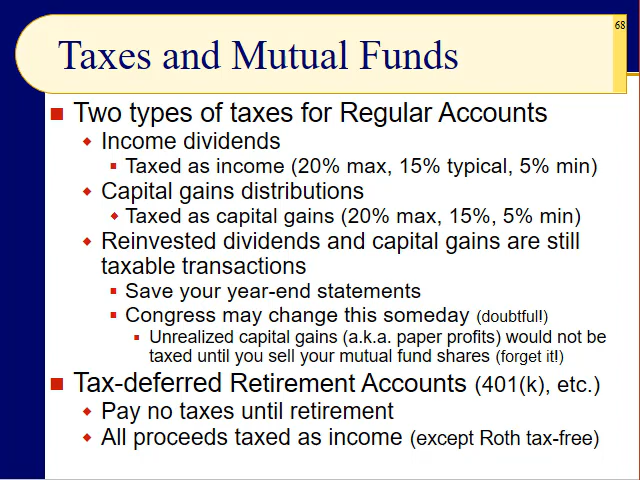 68
Taxes and Mutual Funds
Two types of taxes for Regular Accounts
Income dividends
Taxed as income (20% max, 15% typical, 5% min)
Capital gains distributions
Taxed as capital gains (20% max, 15%, 5% min)
Reinvested dividends and capital gains are still
taxable transactions
Save your year-end statements
Congress may change this someday (doubtful!)
Unrealized capital gains (a.k.a. paper profits) would not be
taxed until you sell your mutual fund shares (forget it!)
Tax-deferred Retirement Accounts (401(k), etc.)
Pay no taxes until retirement
All proceeds taxed as income (except Roth tax-free)